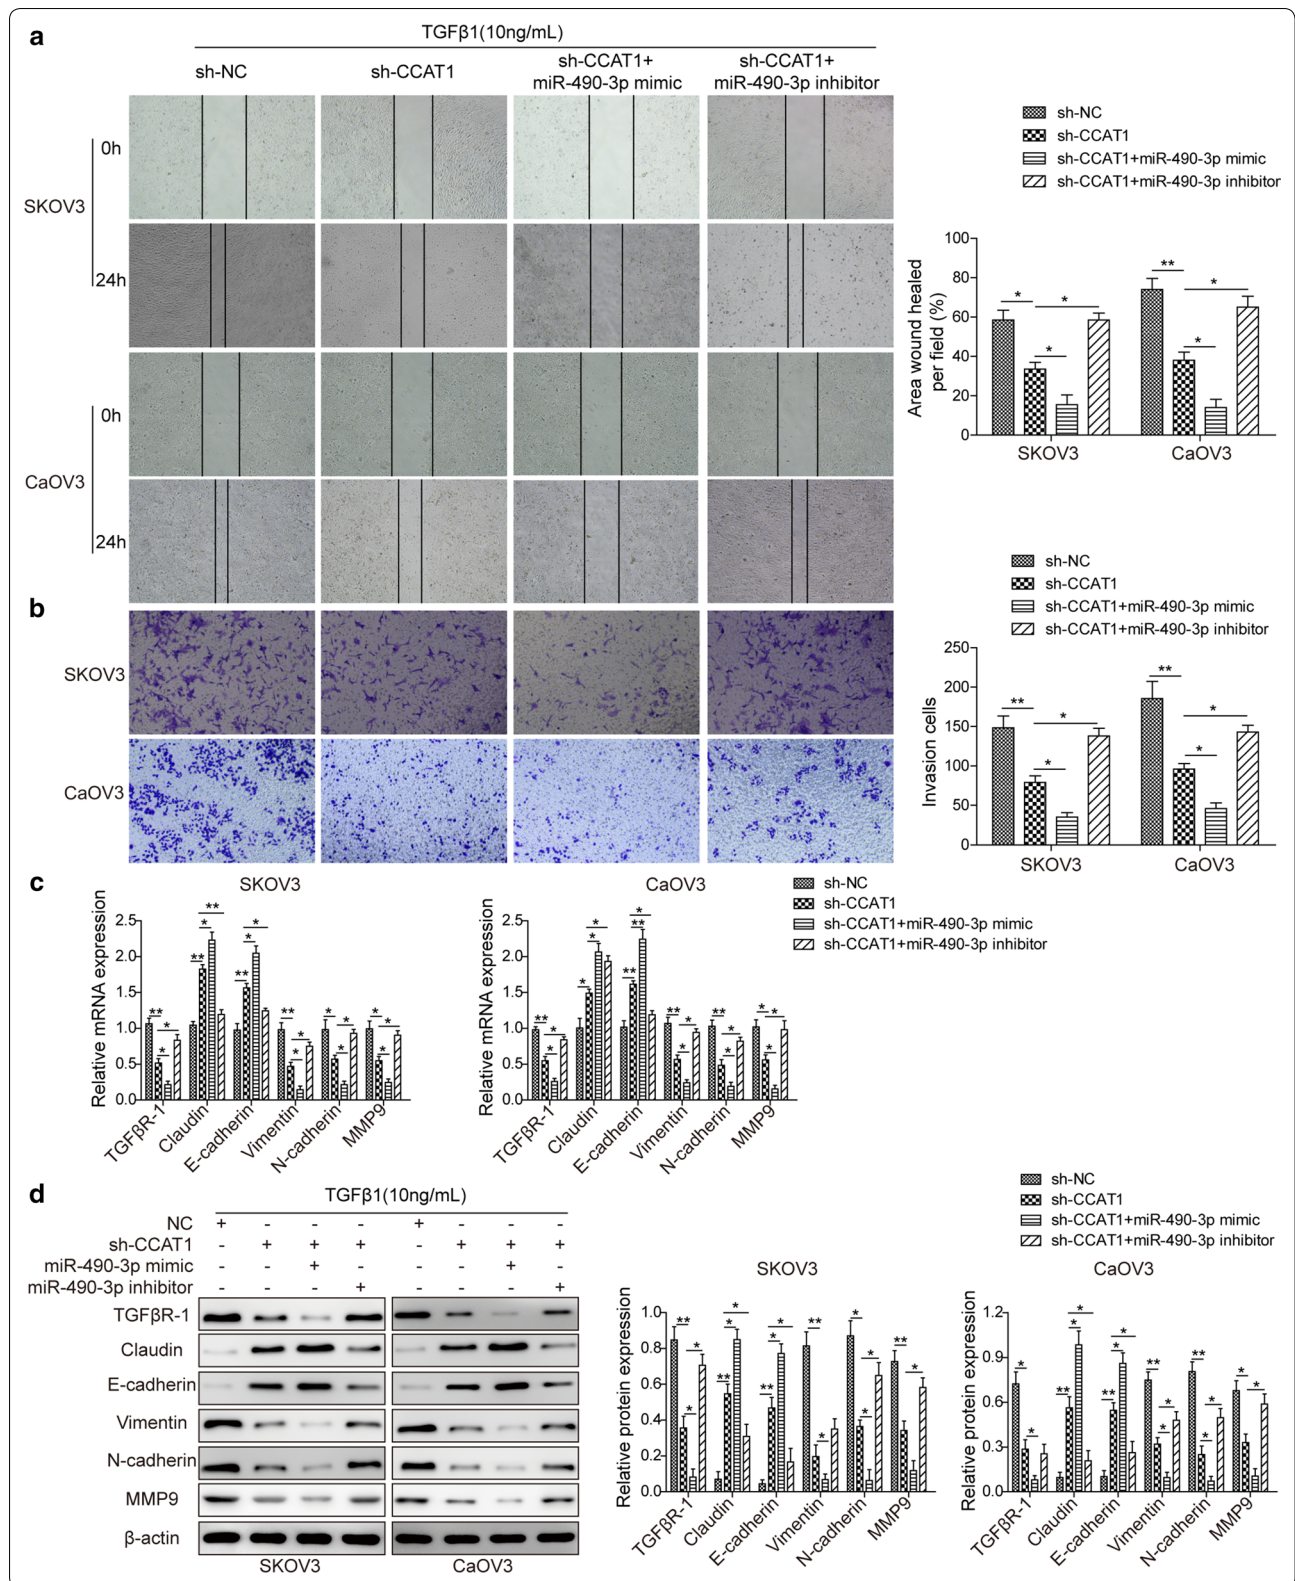 a
TGFβ1(10ng/mL)
sh-NC
sh-CCAT1
sh-CCAT1+
miR-490-3p mimic
sh-CCAT1+
miR-490-3p inhibitor
SKOV3
0h
24h
CaOV3
0h
24h
sh-NC
sh-CCAT1
sh-CCAT1+miR-490-3p mimic
sh-CCAT1+miR-490-3p inhibitor
Area wound healed
per field (%)
100
80
60
40
20
0
* * * ** * *
SKOV3 CaOV3
b
SKOV3
CaOV3
sh-NC
sh-CCAT1
sh-CCAT1+miR-490-3p mimic
sh-CCAT1+miR-490-3p inhibitor
Invasion cells
250
200
150
100
50
0
** * * ** * *
SKOV3 CaOV3
c
SKOV3
Relative mRNA expression
2.5
2.0
1.5
1.0
0.5
0.0
** * * ** * ** ** * * ** * * * * * * * *
TGFβR-1 Claudin E-cadherin Vimentin N-cadherin MMP9
CaOV3
Relative mRNA expression
2.5
2.0
1.5
1.0
0.5
0.0
** * * * * * ** ** * ** * * ** * * * * *
TGFβR-1 Claudin E-cadherin Vimentin N-cadherin MMP9
sh-NC
sh-CCAT1
sh-CCAT1+miR-490-3p mimic
sh-CCAT1+miR-490-3p inhibitor
d
TGFβ1(10ng/mL)
NC + - - - + - - -
sh-CCAT1 - + + + - + + +
miR-490-3p mimic - - + - - - + -
miR-490-3p inhibitor - - - + - - - +
TGFβR-1
Claudin
E-cadherin
Vimentin
N-cadherin
MMP9
β-actin
SKOV3 CaOV3
sh-NC
sh-CCAT1
sh-CCAT1+miR-490-3p mimic
sh-CCAT1+miR-490-3p inhibitor
SKOV3
Relative protein expression
1.0
0.8
0.6
0.4
0.2
0.0
** * * ** * * ** * * ** * * * * ** *
TGFβR-1 Claudin E-cadherin Vimentin N-cadherin MMP9
CaOV3
Relative protein expression
1.2
0.9
0.6
0.3
0.0
* * ** * * ** * * ** * * ** * * * *
TGFβR-1 Claudin E-cadherin Vimentin N-cadherin MMP9